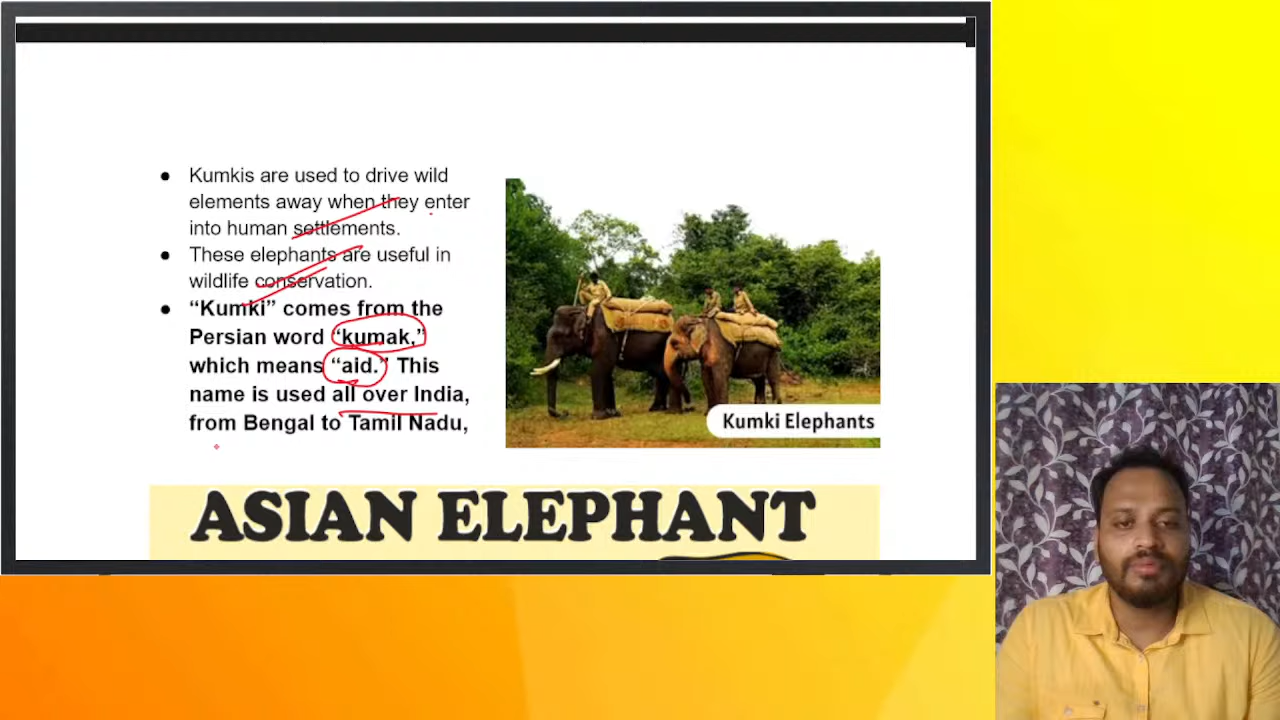 ● Kumkis are used to drive wild
elements away when they enter
into human settlements.
● These elephants are useful in
wildlife conservation.
● “Kumki” comes from the
Persian word “kumak,”
which means “aid.” This
name is used all over India,
from Bengal to Tamil Nadu,
Kumki Elephants
ASIAN ELEPHANT